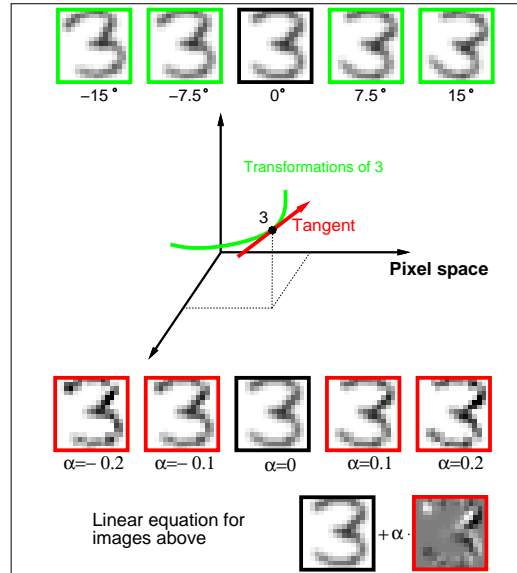 −15° −7.5° 0° 7.5° 15°
Transformations of 3
3
Tangent
Pixel space
α=− 0.2 α=− 0.1 α=0 α=0.1 α=0.2
Linear equation for
images above
+ α ·